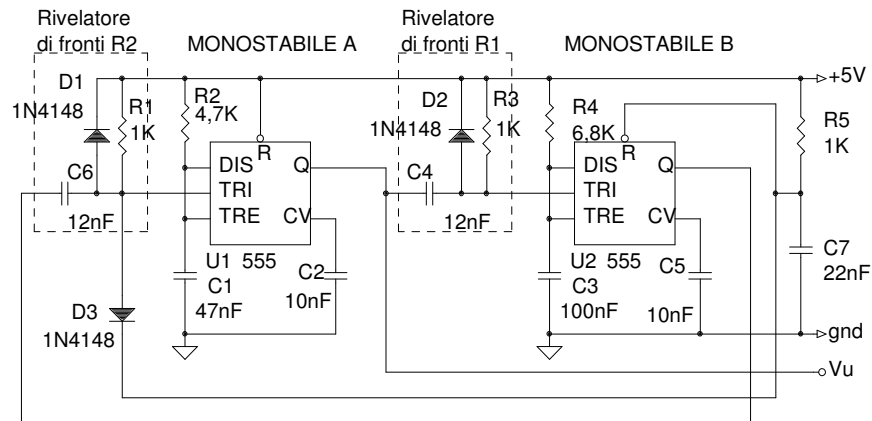 Rivelatore
di fronti R2
MONOSTABILE A
Rivelatore
di fronti R1
MONOSTABILE B
D1
1N4148
R1
1K
R2
4,7K
R
DIS
TRI
TRE
Q
CV
C6
12nF
U1 555
C1
47nF
C2
10nF
D3
1N4148
D2
1N4148
R3
1K
C4
12nF
R4
6,8K
R
DIS
TRI
TRE
Q
CV
U2 555
C3
100nF
C5
10nF
+5V
R5
1K
C7
22nF
gnd
Vu